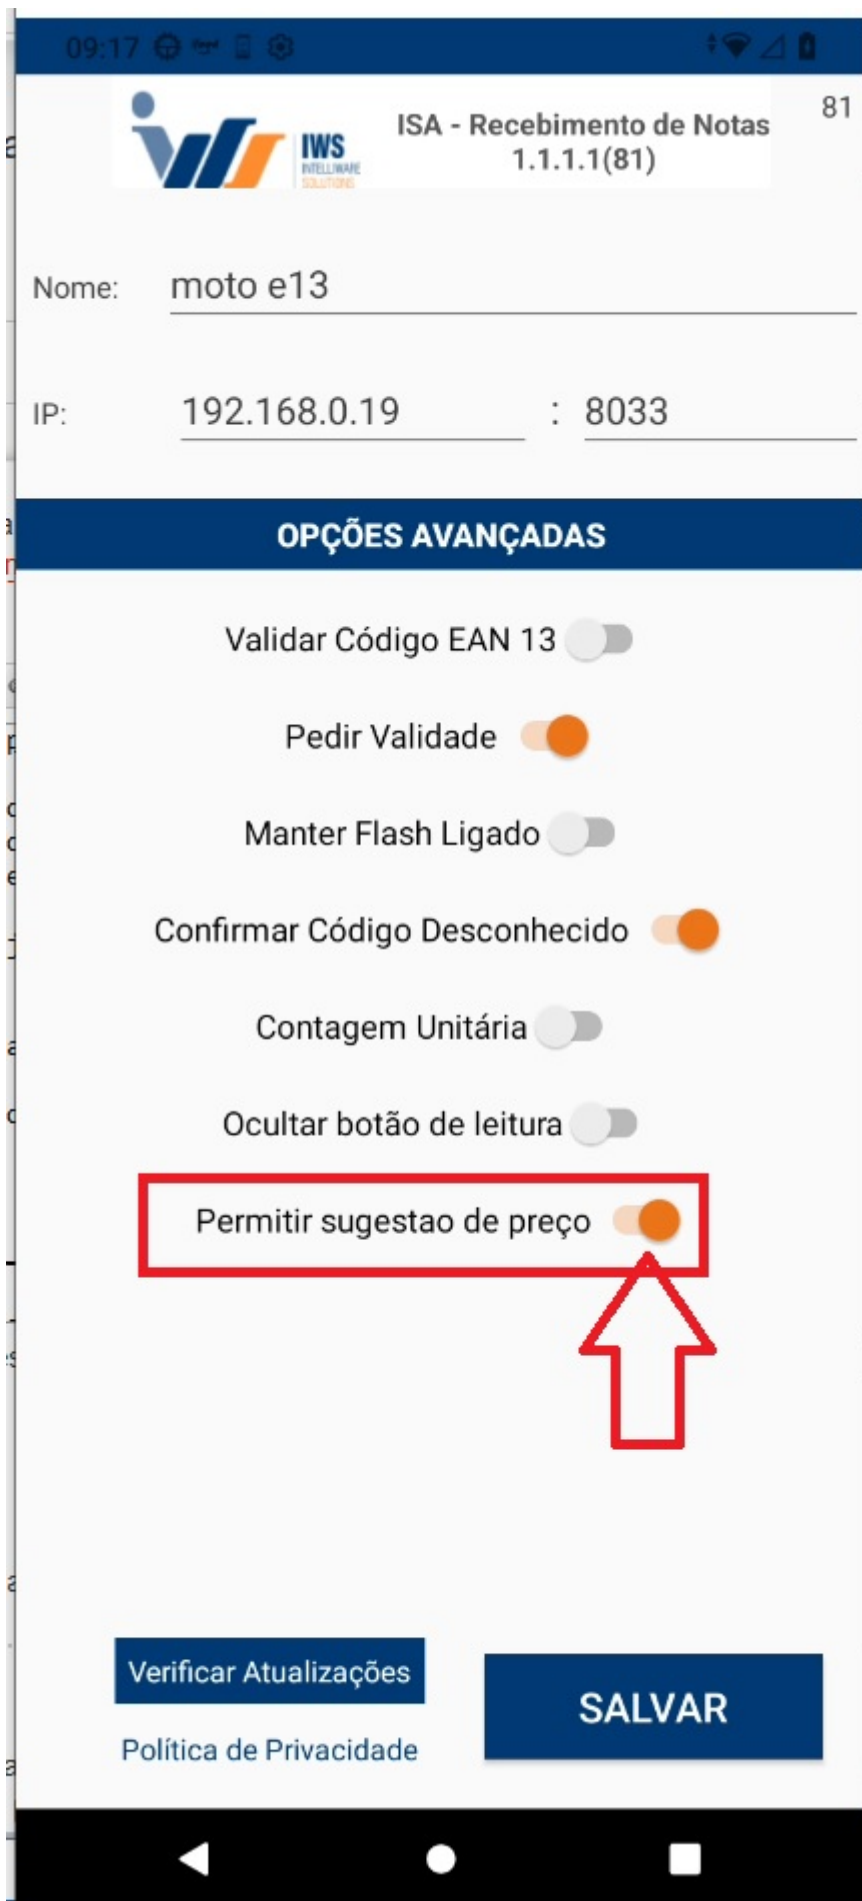 09:17
81
IWS
INTELLIWARE
SOLUTIONS
ISA - Recebimento de Notas
1.1.1.1(81)
Nome: moto e13
IP: 192.168.0.19 : 8033
OPÇÕES AVANÇADAS
Validar Código EAN 13
Pedir Validade
Manter Flash Ligado
Confirmar Código Desconhecido
Contagem Unitária
Ocultar botão de leitura
Permitir sugestao de preço
Verificar Atualizações
SALVAR
Política de Privacidade